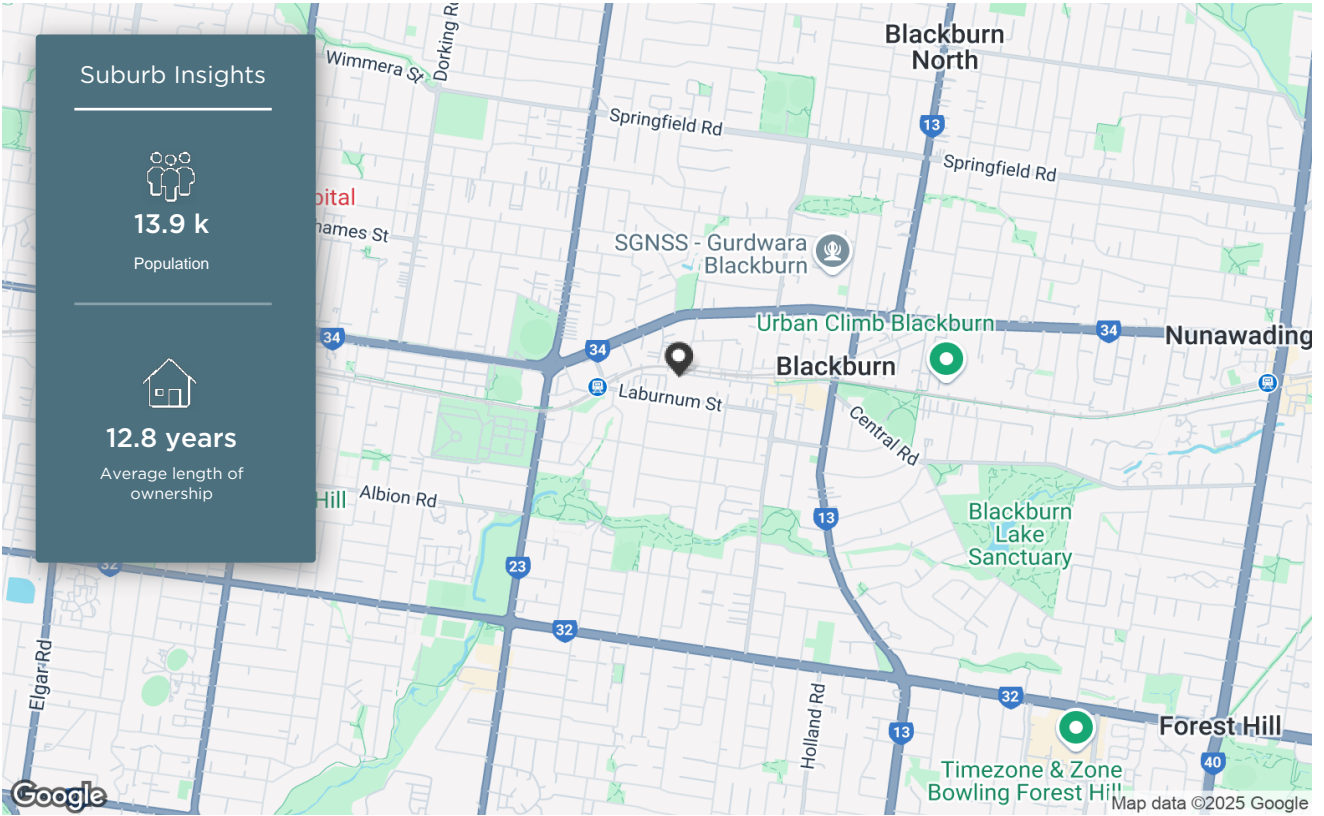 Suburb Insights
13.9 k
Population
12.8 years
Average length of
ownership
Blackburn
North
Dorking Rd
Wimmera St
Springfield Rd
13
Springfield Rd
pital
hames St
SGNSS - Gurdwara
Blackburn
34
34
Urban Climb Blackburn
34
Nunawading
Blackburn
Laburnum St
Central Rd
Hill
Albion Rd
13
Blackburn
Lake
Sanctuary
23
32
32
Elgar Rd
32
Holland Rd
13
Forest Hill
40
Timezone & Zone
Bowling Forest Hill
Google
Map data ©2025 Google